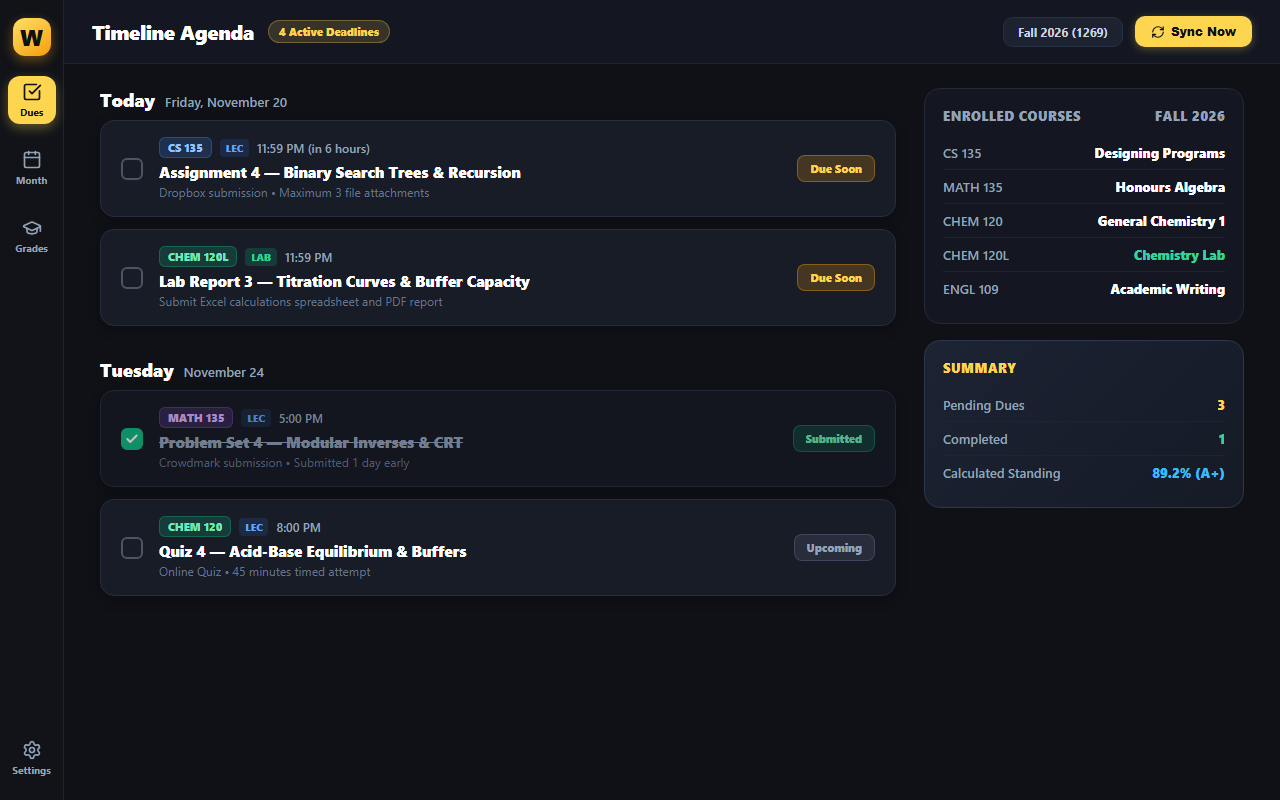 W
Timeline Agenda
4 Active Deadlines
Fall 2026 (1269)
Sync Now
Dues
Month
Grades
Settings
Today Friday, November 20
CS 135 LEC 11:59 PM (in 6 hours)
Assignment 4 — Binary Search Trees & Recursion
Dropbox submission • Maximum 3 file attachments
Due Soon
CHEM 120L LAB 11:59 PM
Lab Report 3 — Titration Curves & Buffer Capacity
Submit Excel calculations spreadsheet and PDF report
Due Soon
Tuesday November 24
MATH 135 LEC 5:00 PM
Problem Set 4 — Modular Inverses & CRT
Crowdmark submission • Submitted 1 day early
Submitted
CHEM 120 LEC 8:00 PM
Quiz 4 — Acid-Base Equilibrium & Buffers
Online Quiz • 45 minutes timed attempt
Upcoming
ENROLLED COURSES FALL 2026
CS 135 Designing Programs
MATH 135 Honours Algebra
CHEM 120 General Chemistry 1
CHEM 120L Chemistry Lab
ENGL 109 Academic Writing
SUMMARY
Pending Dues 3
Completed 1
Calculated Standing 89.2% (A+)